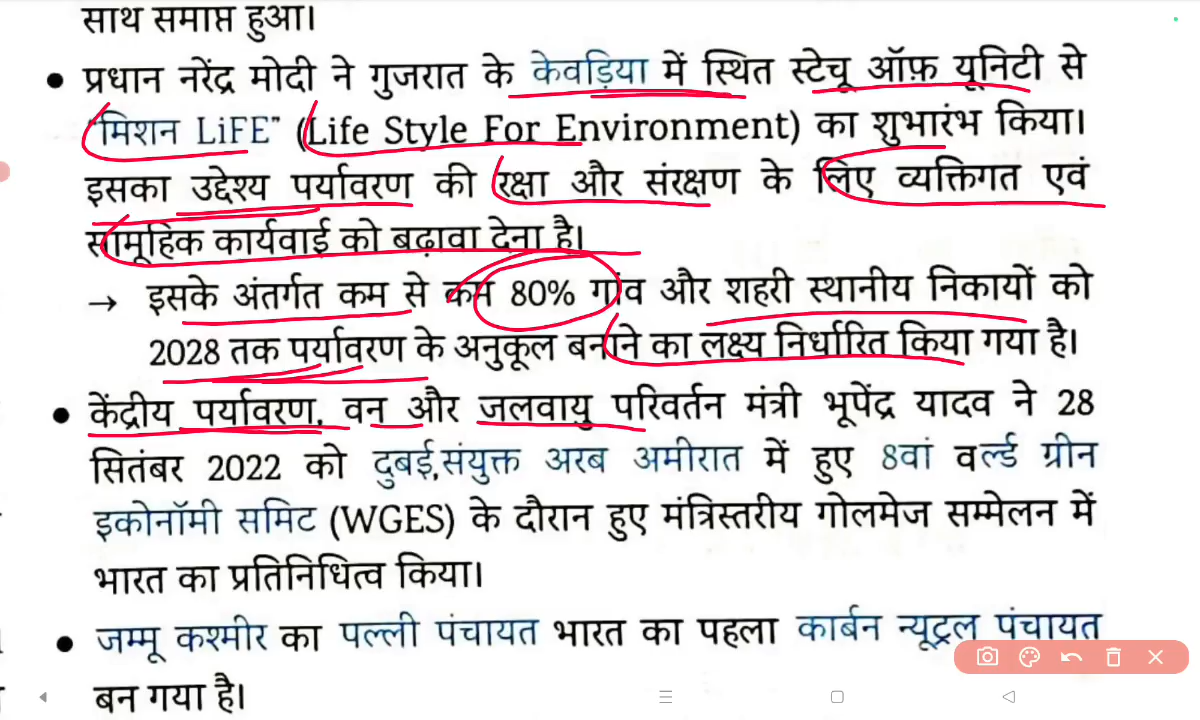 साथ समाप्त हुआ।
• प्रधान नरेंद्र मोदी ने गुजरात के केवड़िया में स्थित स्टेचू ऑफ़ यूनिटी से
"मिशन LiFE" (Life Style For Environment) का शुभारंभ किया।
इसका उद्देश्य पर्यावरण की रक्षा और संरक्षण के लिए व्यक्तिगत एवं
सामूहिक कार्यवाई को बढ़ावा देना है।
→ इसके अंतर्गत कम से कम 80% गांव और शहरी स्थानीय निकायों को
2028 तक पर्यावरण के अनुकूल बनाने का लक्ष्य निर्धारित किया गया है।
• केंद्रीय पर्यावरण, वन और जलवायु परिवर्तन मंत्री भूपेंद्र यादव ने 28
सितंबर 2022 को दुबई,संयुक्त अरब अमीरात में हुए 8वां वर्ल्ड ग्रीन
इकोनॉमी समिट (WGES) के दौरान हुए मंत्रिस्तरीय गोलमेज सम्मेलन में
भारत का प्रतिनिधित्व किया।
• जम्मू कश्मीर का पल्ली पंचायत भारत का पहला कार्बन न्यूट्रल पंचायत
बन गया है।